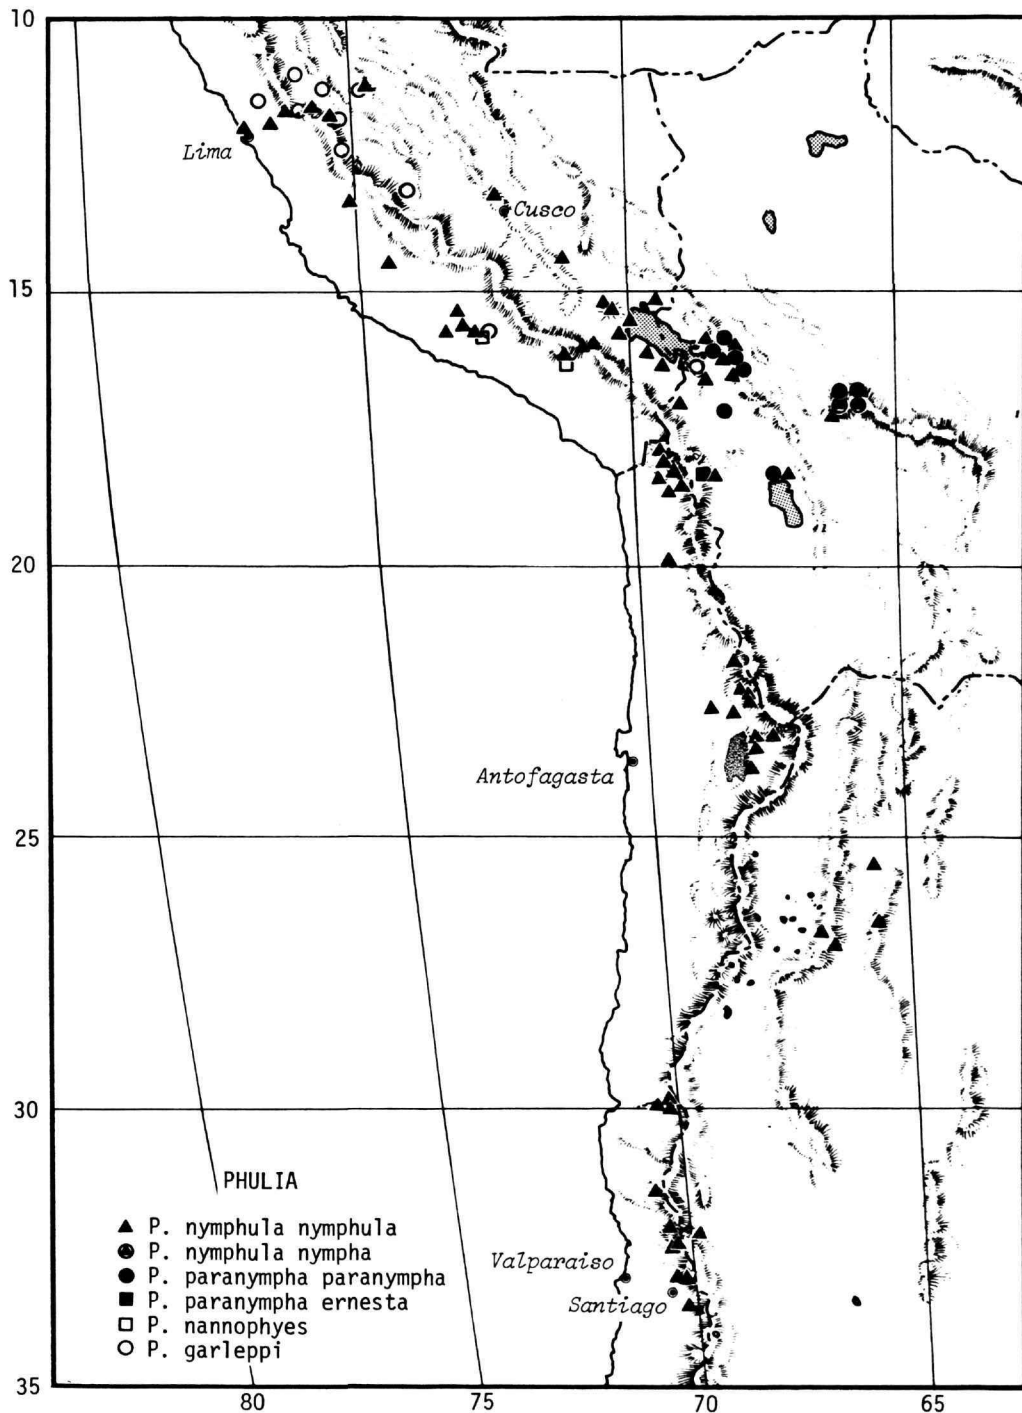 10
Lima
Cusco
15
20
Antofagasta
25
30
PHULIA
P. nymphula nymphula
P. nymphula nympha
P. paranympha paranympha
P. paranympha ernesta
P. nannophyes
P. garleppi
Valparaiso
Santiago
35
80 75 70 65